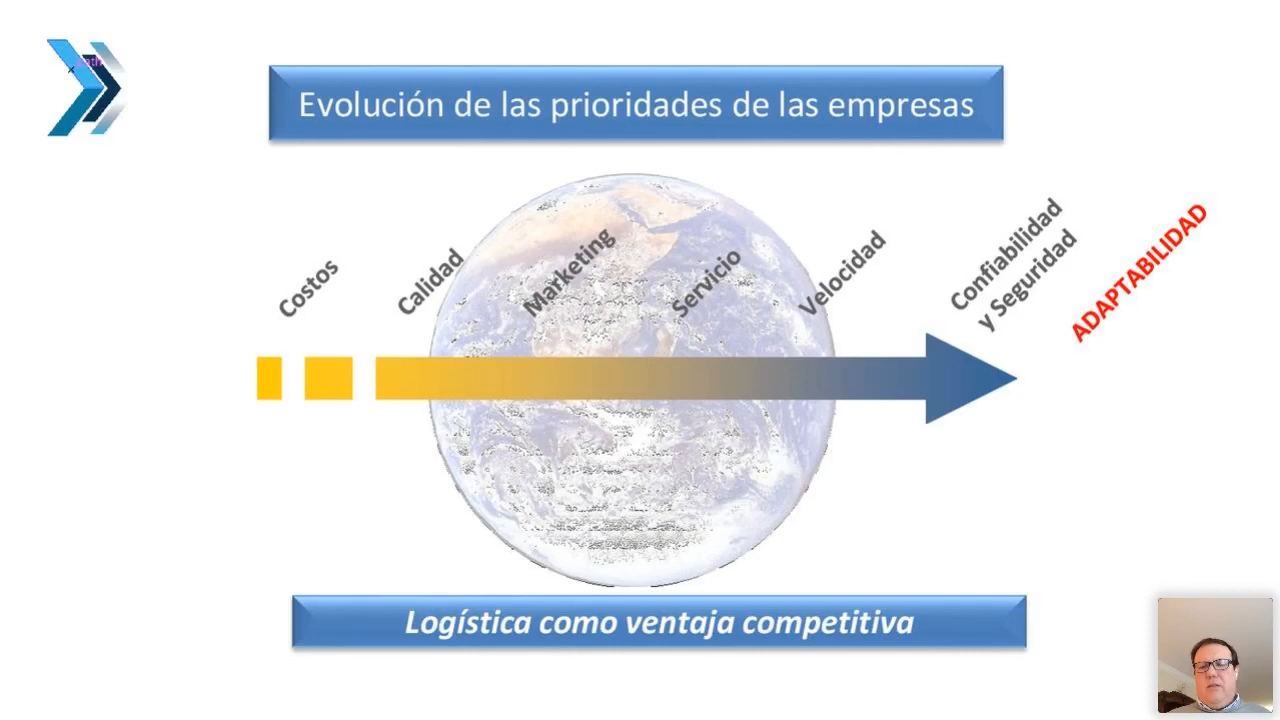 Evolución de las prioridades de las empresas
Costos
Calidad
Marketing
Servicio
Velocidad
Confiabilidad
y Seguridad
ADAPTABILIDAD
Logística como ventaja competitiva